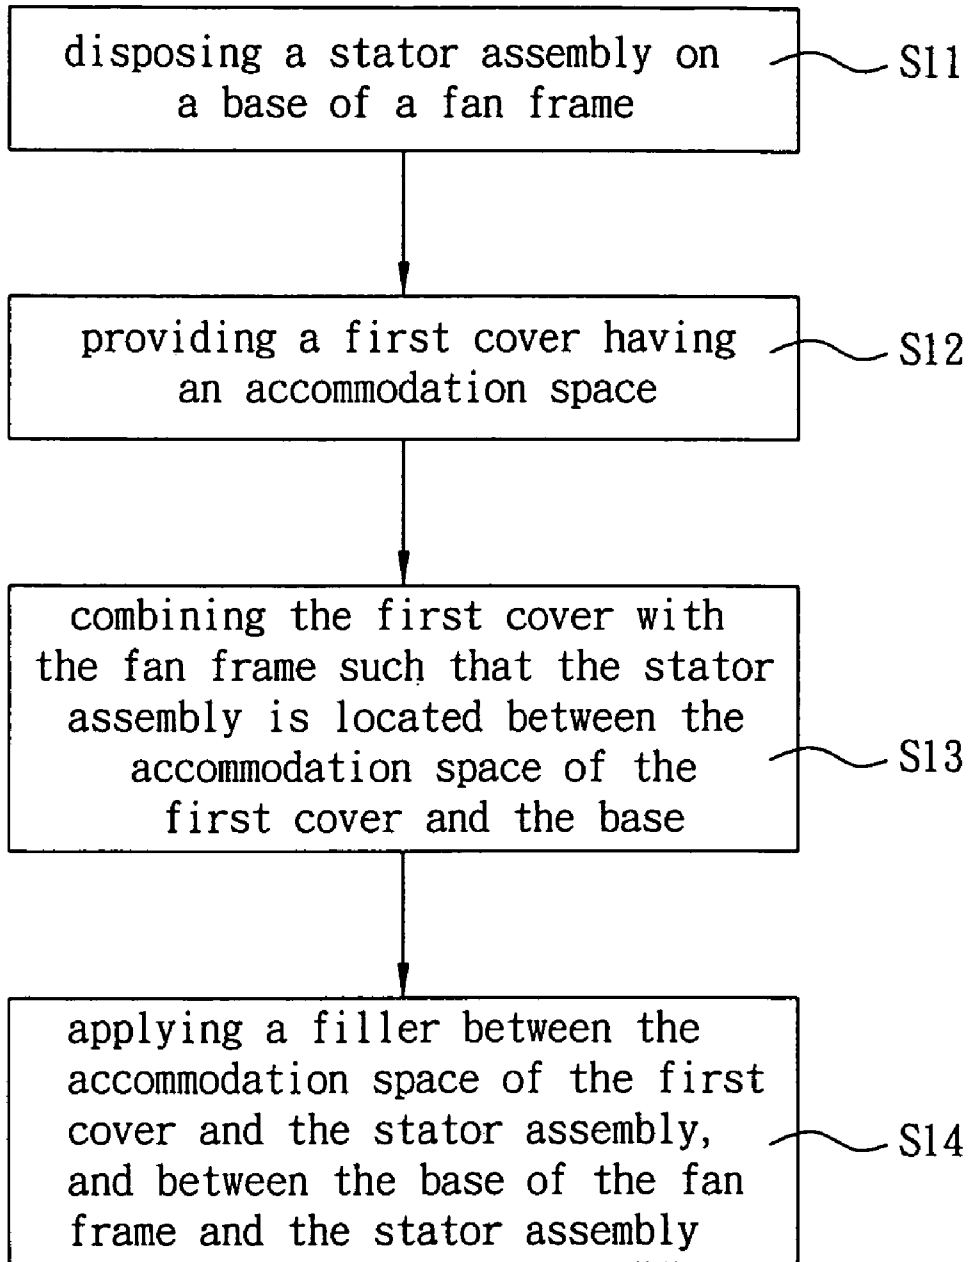 disposing a stator assembly on
a base of a fan frame
S11
providing a first cover having
an accommodation space
S12
combining the first cover with
the fan frame such that the stator
assembly is located between the
accommodation space of the
first cover and the base
S13
applying a filler between the
accommodation space of the first
cover and the stator assembly,
and between the base of the fan
frame and the stator assembly
S14